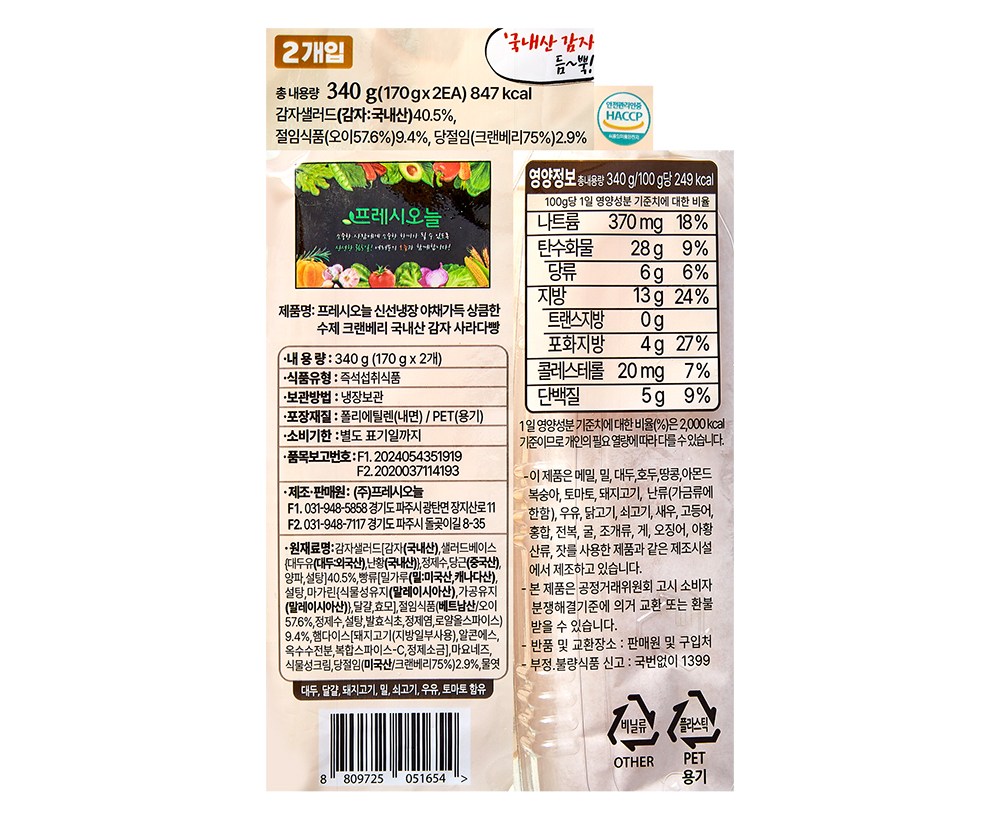 2개입
'국내산 감자
듬~뿍!
총 내용량 340 g(170 g x 2EA) 847 kcal
감자샐러드(감자:국내산)40.5%,
절임식품(오이57.6%)9.4%, 당절임(크랜베리75%)2.9%
안전관리인증
HACCP
식품의약품안전처
프레시오늘
제품명: 프레시오늘 신선냉장 야채가득 상큼한
수제 크랜베리 국내산 감자 사라다빵
·내 용 량 : 340 g (170 g x 2개)
·식품유형 : 즉석섭취식품
·보관방법 : 냉장보관
·포장재질 : 폴리에틸렌(내면) / PET(용기)
·소비기한 : 별도 표기일까지
·품목보고번호 : F1. 2024054351919
F2. 2020037114193
·제조·판매원 : (주)프레시오늘
F1. 031-948-5858 경기도 파주시 광탄면 장지산로 11
F2. 031-948-7117 경기도 파주시 돌곶이길 8-35
·원재료명:감자샐러드[감자(국내산),샐러드베이스
{대두유(대두:외국산),난황(국내산)},정제수,당근(중국산),
양파,설탕]40.5%,빵류[밀가루(밀:미국산,캐나다산),
설탕,마가린{식물성유지(말레이시아산),가공유지
(말레이시아산)},달걀,효모],절임식품(베트남산/오이
57.6%,정제수,설탕,발효식초,정제염,로얄올스파이스)
9.4%,햄다이스[돼지고기(지방일부사용),알콘에스,
옥수수전분,복합스파이스-C,정제소금],마요네즈,
식물성크림,당절임(미국산/크랜베리75%)2.9%,물엿
대두, 달걀, 돼지고기, 밀, 쇠고기, 우유, 토마토 함유
8 809725 051654 >
영양정보 총내용량 340 g/100 g당 249 kcal
100g당 1일 영양성분 기준치에 대한 비율
나트륨 370 mg 18%
탄수화물 28 g 9%
당류 6 g 6%
지방 13 g 24%
트랜스지방 0 g
포화지방 4 g 27%
콜레스테롤 20 mg 7%
단백질 5 g 9%
1일 영양성분 기준치에 대한 비율(%)은 2,000 kcal
기준이므로 개인의 필요 열량에 따라 다를 수 있습니다.
-이 제품은 메밀, 밀, 대두,호두,땅콩,아몬드
복숭아, 토마토, 돼지고기, 난류(가금류에
한함), 우유, 닭고기, 쇠고기, 새우, 고등어,
홍합, 전복, 굴, 조개류, 게, 오징어, 아황
산류, 잣를 사용한 제품과 같은 제조시설
에서 제조하고 있습니다.
- 본 제품은 공정거래위원회 고시 소비자
분쟁해결기준에 의거 교환 또는 환불
받을 수 있습니다.
- 반품 및 교환장소 : 판매원 및 구입처
- 부정.불량식품 신고 : 국번없이 1399
비닐류
OTHER
플라스틱
PET
용기